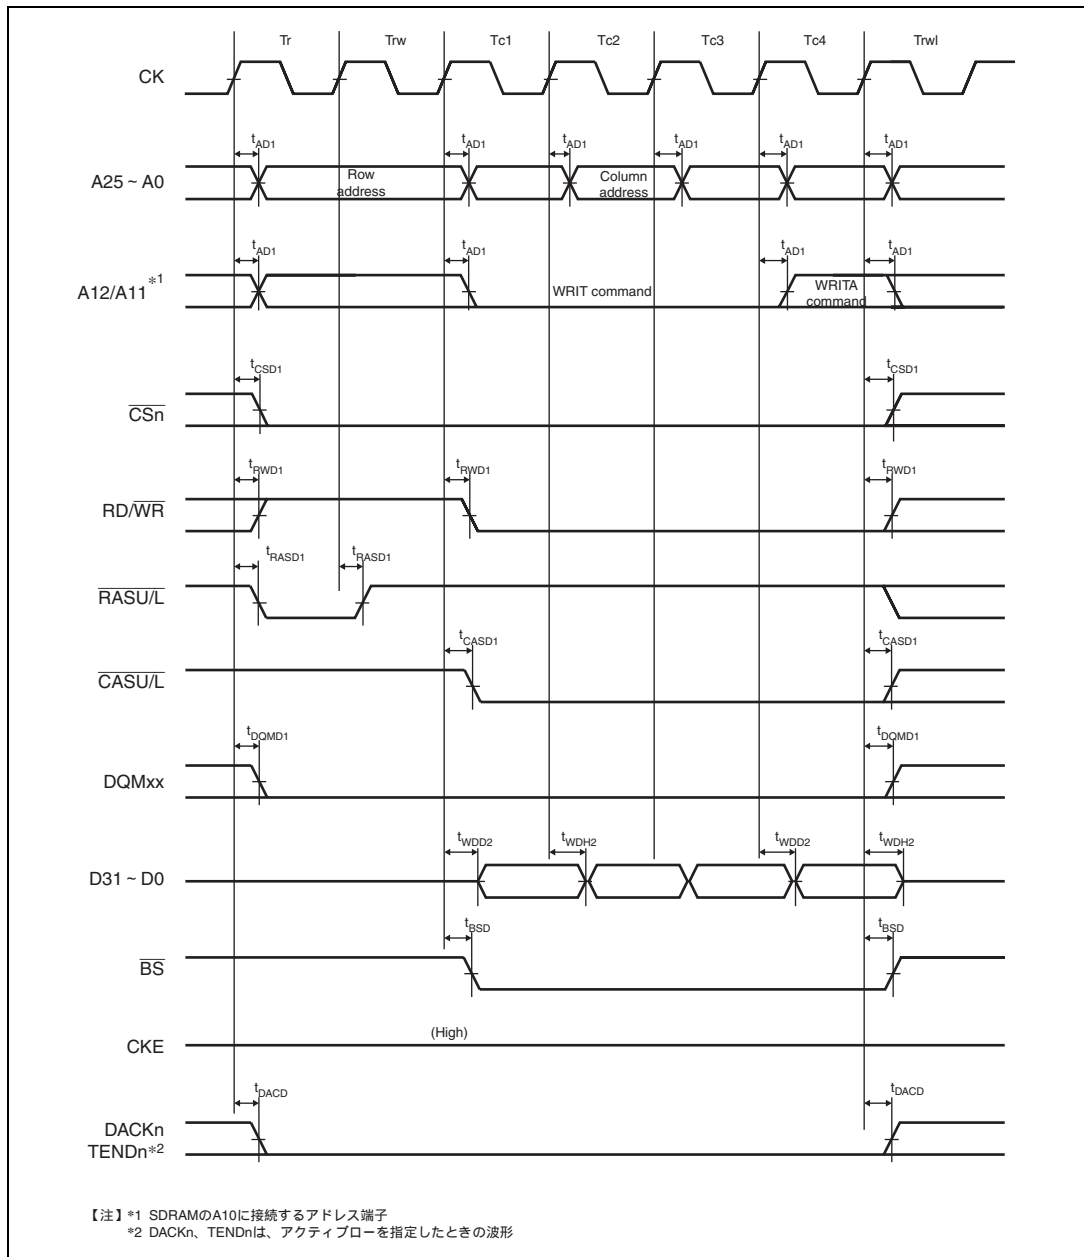 Tr Trw Tc1 Tc2 Tc3 Tc4 Trwl
CK
tAD1 tAD1 tAD1 tAD1 tAD1 tAD1
A25 ~ A0
Row
address
Column
address
tAD1 tAD1 tAD1 tAD1
A12/A11*1
WRIT command
WRITA
command
tCSD1 tCSD1
CSn
tRWD1 tRWD1 tRWD1
RD/WR
tRASD1 tRASD1
RASU/L
tCASD1 tCASD1
CASU/L
tDQMD1 tDQMD1
DQMxx
tWDD2 tWDH2 tWDD2 tWDH2
D31 ~ D0
tBSD tBSD
BS
(High)
CKE
tDACD tDACD
DACKn
TENDn*2
【注】*1 SDRAMのA10に接続するアドレス端子
*2 DACKn、TENDnは、アクティブローを指定したときの波形